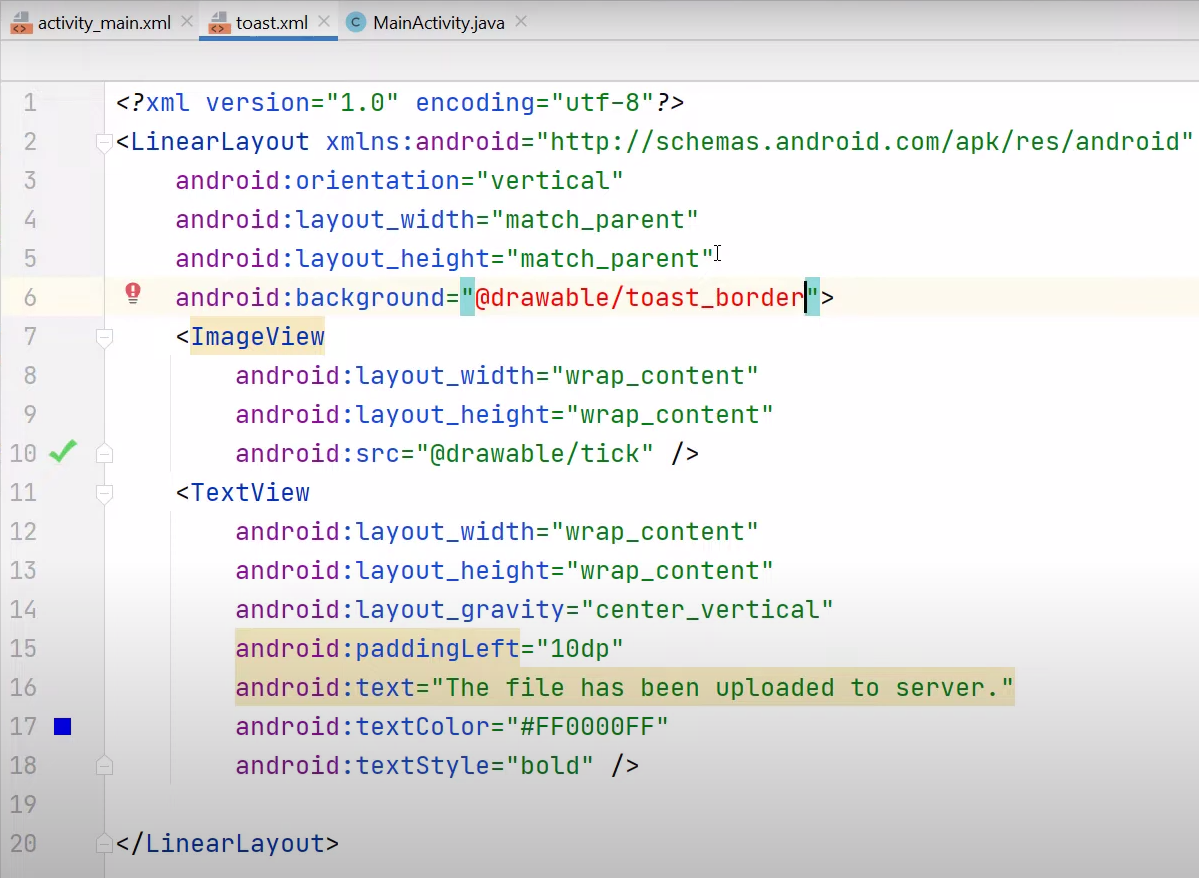 activity_main.xml toast.xml MainActivity.java
1 <?xml version="1.0" encoding="utf-8"?>
2 <LinearLayout xmlns:android="http://schemas.android.com/apk/res/android"
3 android:orientation="vertical"
4 android:layout_width="match_parent"
5 android:layout_height="match_parent"
6 android:background="@drawable/toast_border">
7 <ImageView
8 android:layout_width="wrap_content"
9 android:layout_height="wrap_content"
10 android:src="@drawable/tick" />
11 <TextView
12 android:layout_width="wrap_content"
13 android:layout_height="wrap_content"
14 android:layout_gravity="center_vertical"
15 android:paddingLeft="10dp"
16 android:text="The file has been uploaded to server."
17 android:textColor="#FF0000FF"
18 android:textStyle="bold" />
19
20 </LinearLayout>